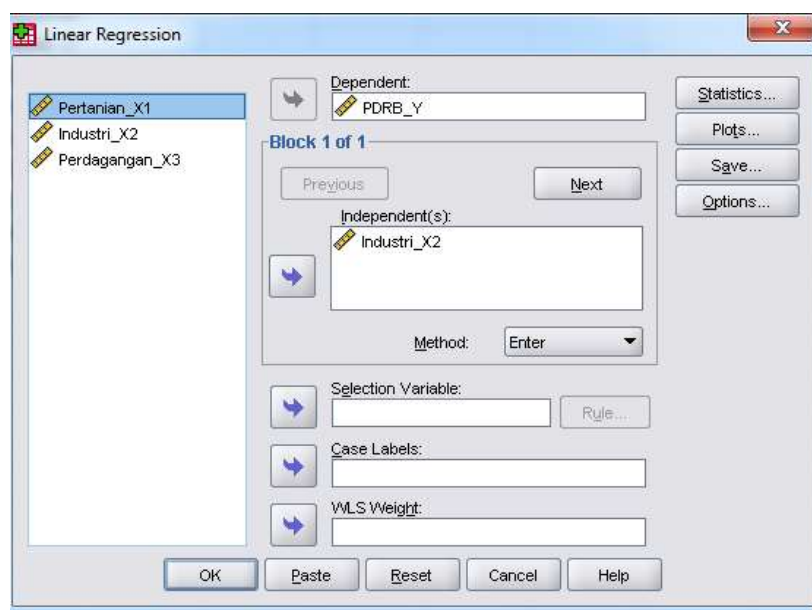 Linear Regression
Pertanian_X1
Industri_X2
Perdagangan_X3
Dependent:
PDRB_Y
Block 1 of 1
Previous
Next
Independent(s):
Industri_X2
Method:
Enter
Selection Variable:
Rule...
Case Labels:
WLS Weight:
Statistics...
Plots...
Save...
Options...
OK
Paste
Reset
Cancel
Help